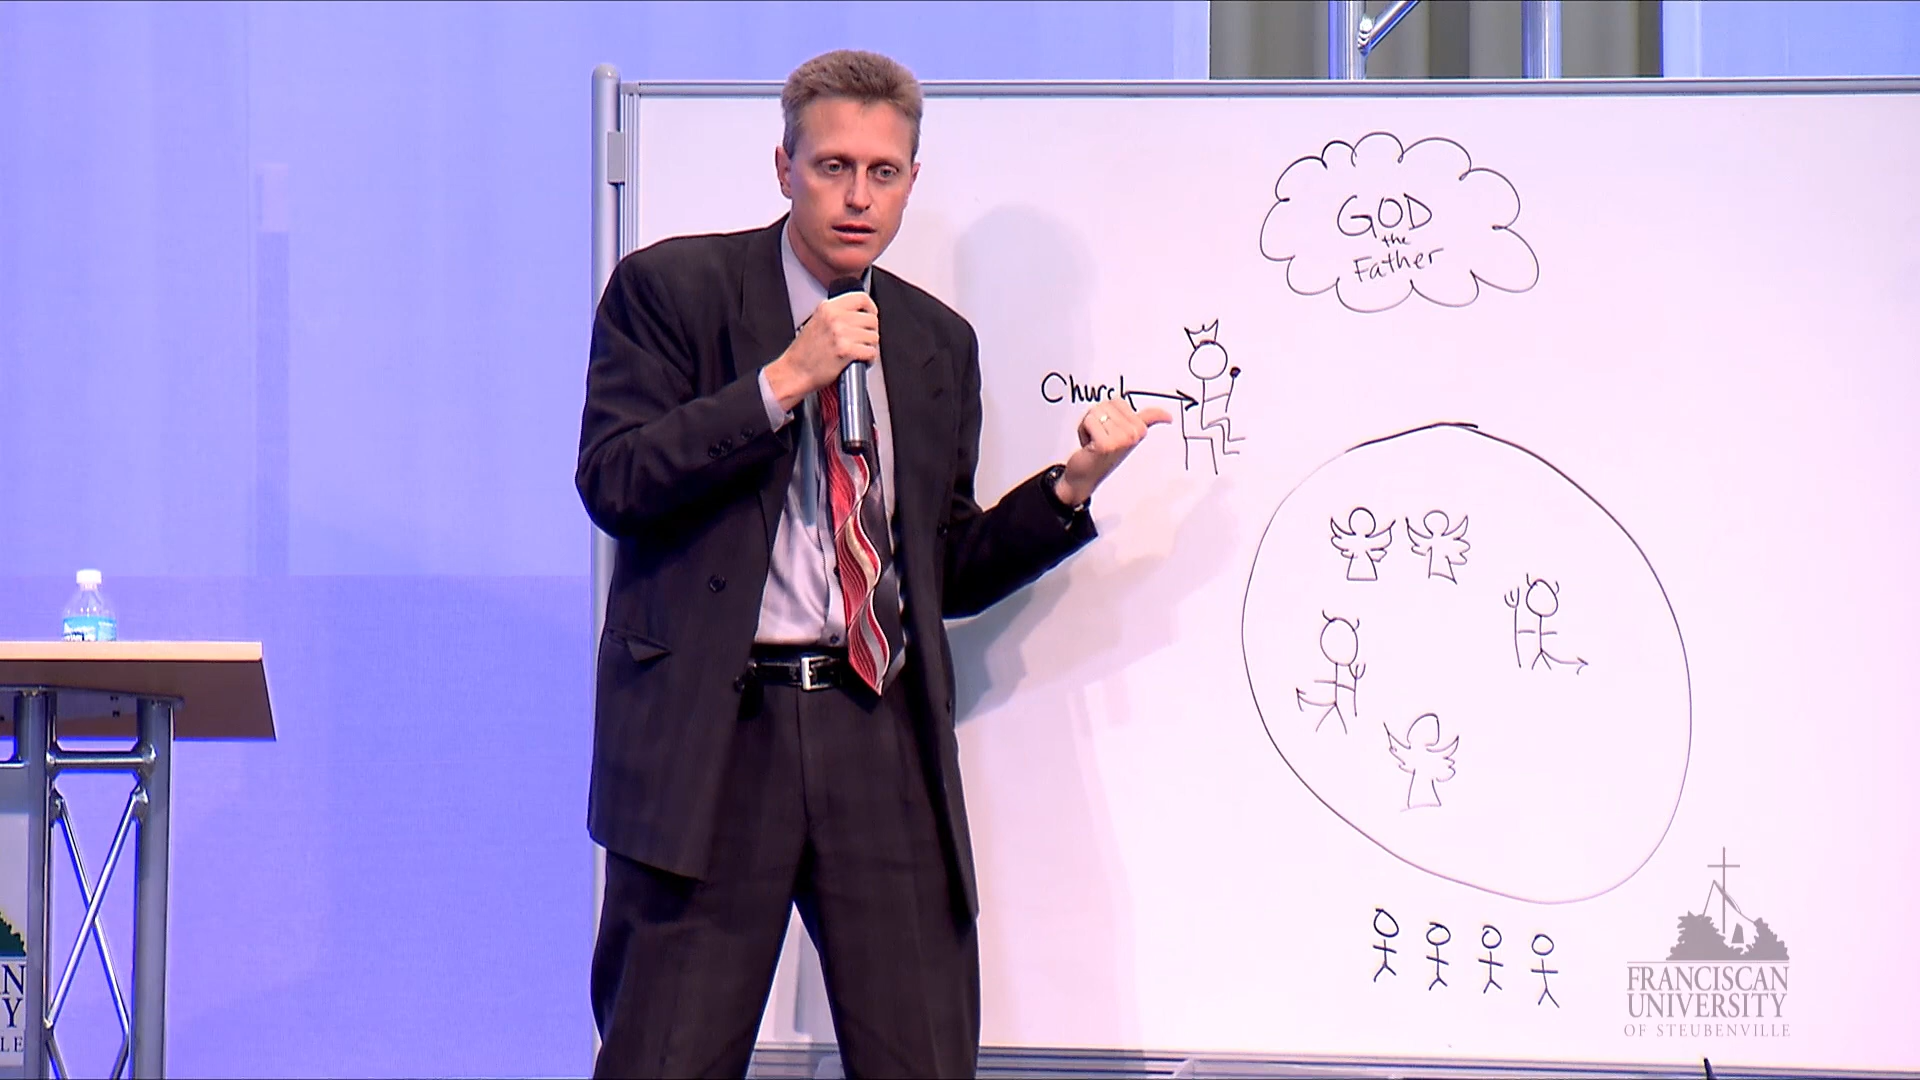 GOD
the
Father
Church
FRANCISCAN
UNIVERSITY
OF STEUBENVILLE